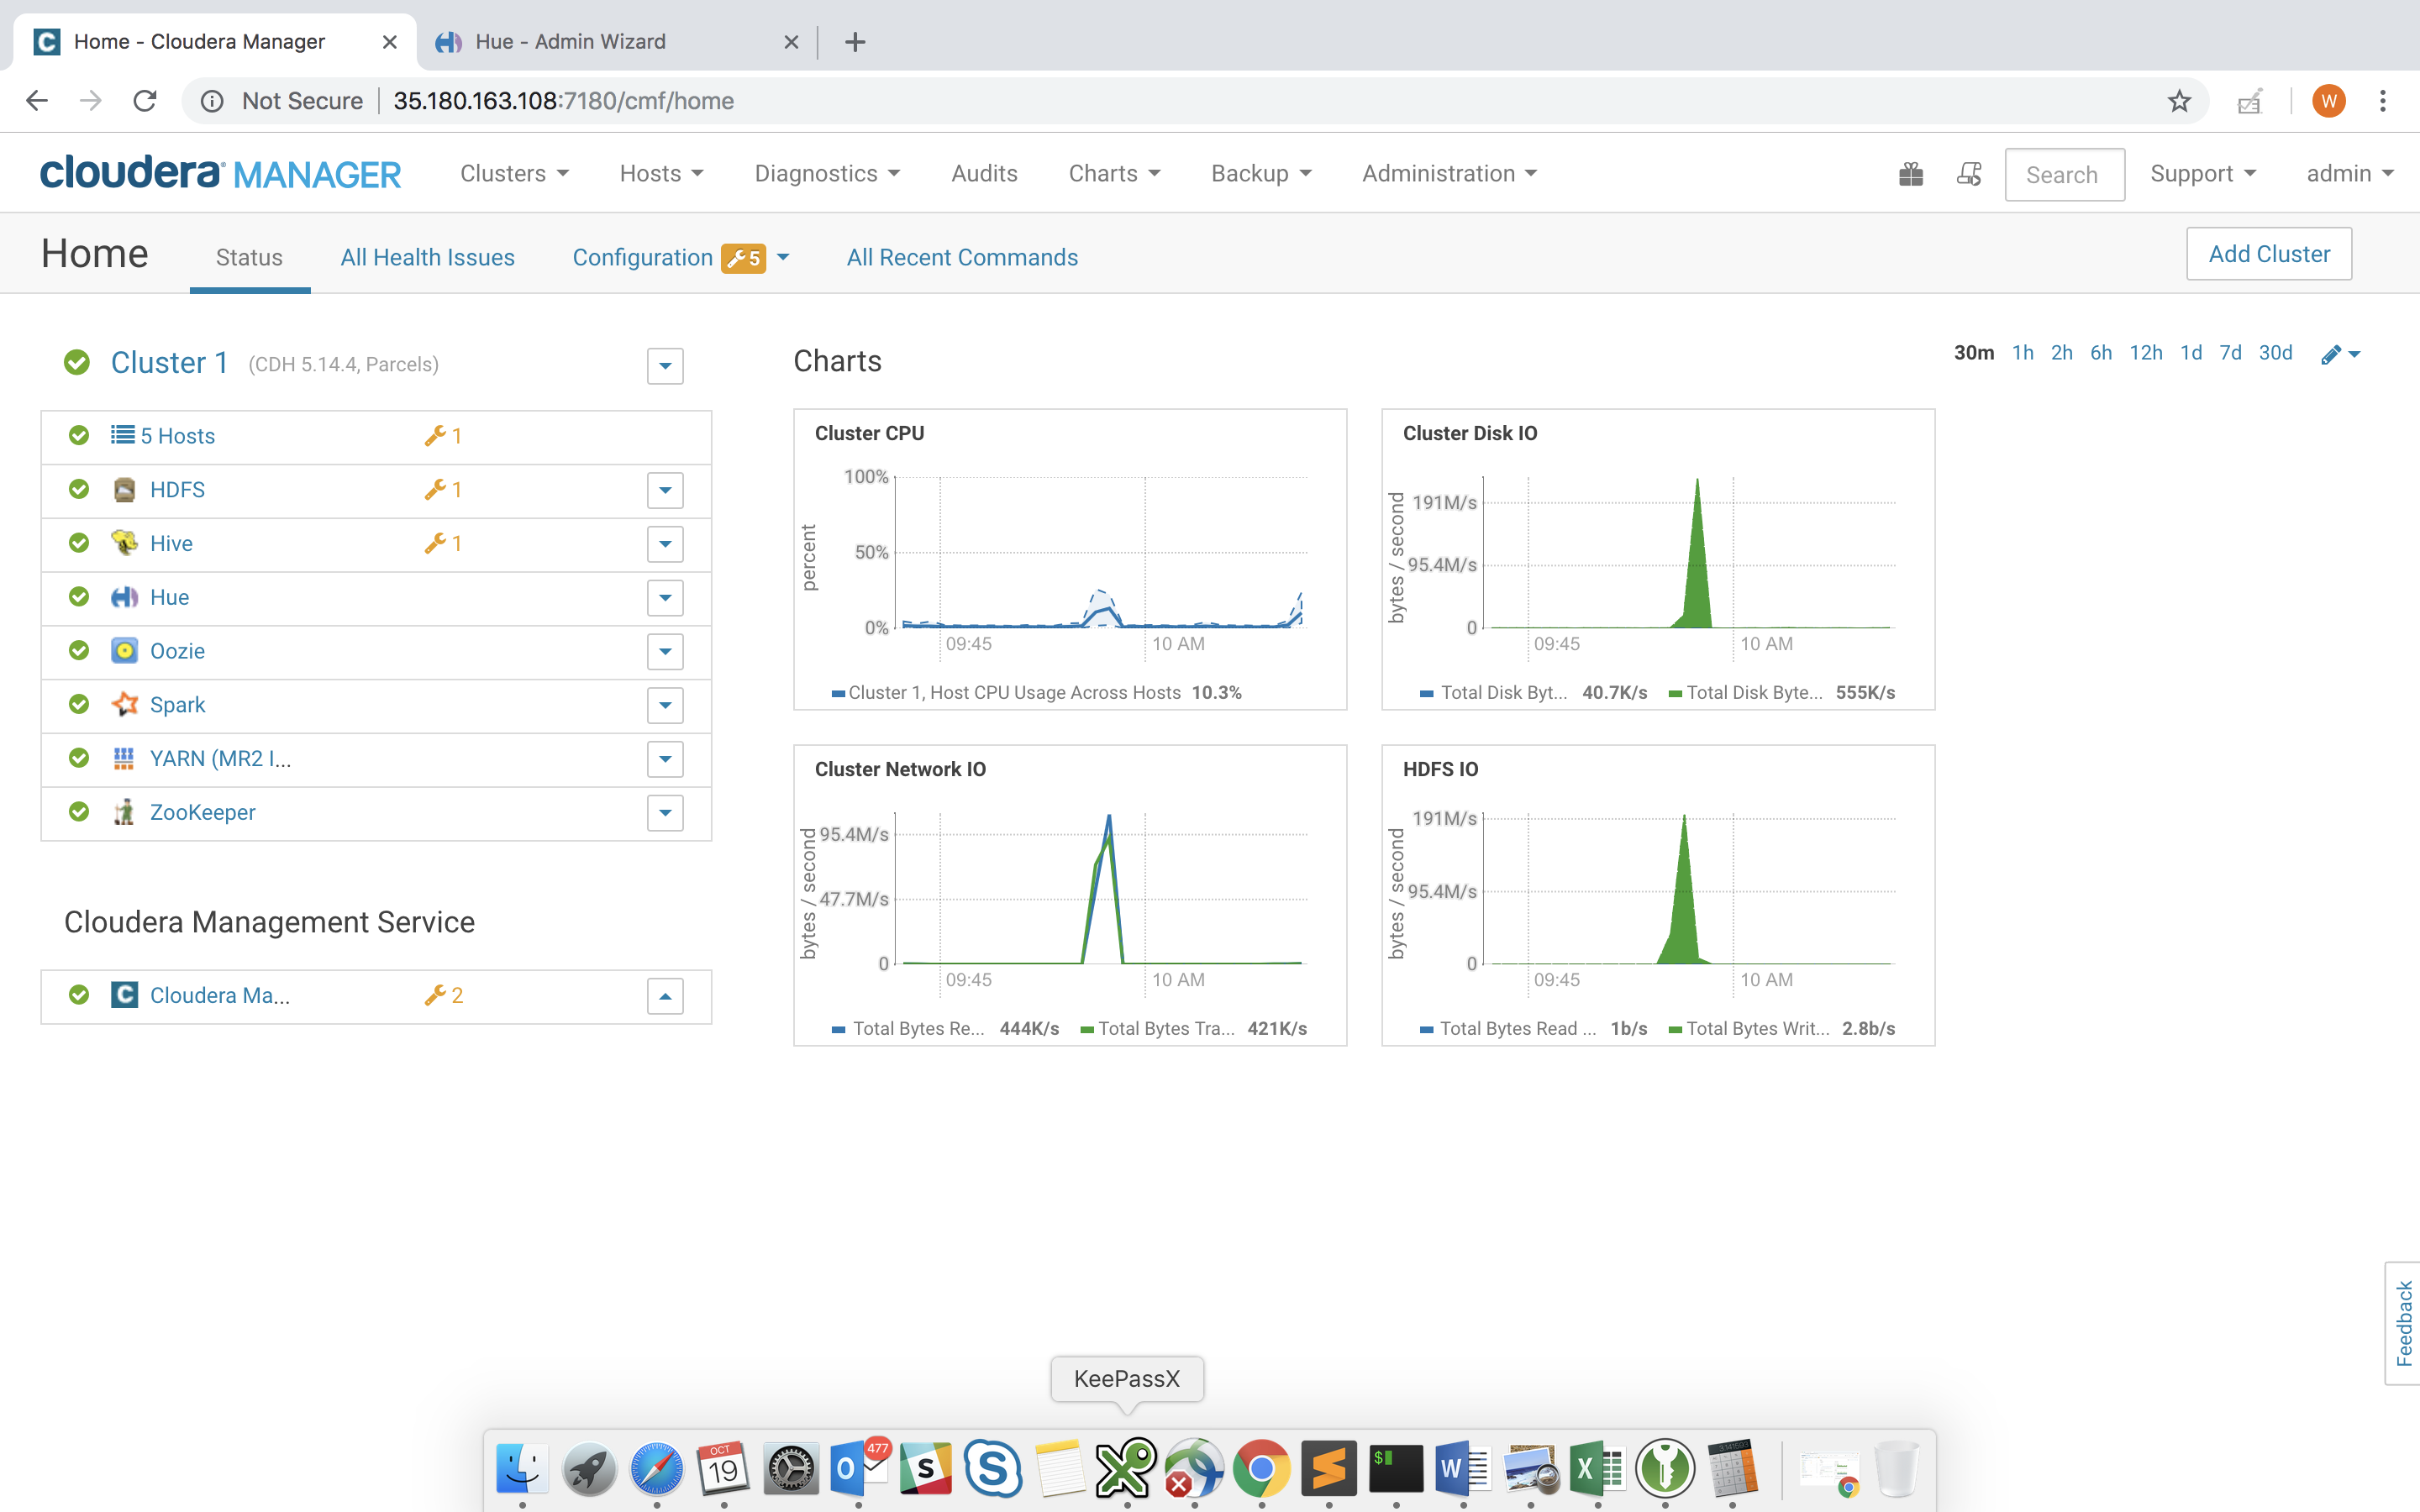 Home - Cloudera Manager
Hue - Admin Wizard
Not Secure 35.180.163.108:7180/cmf/home
W
cloudera MANAGER Clusters Hosts Diagnostics Audits Charts Backup Administration Search Support admin
Home Status All Health Issues Configuration 5 All Recent Commands Add Cluster
Cluster 1 (CDH 5.14.4, Parcels)
5 Hosts 1
HDFS 1
Hive 1
Hue
Oozie
Spark
YARN (MR2 I...
ZooKeeper
Cloudera Management Service
Cloudera Ma... 2
Charts
30m 1h 2h 6h 12h 1d 7d 30d
Cluster CPU
percent
100%
50%
0%
09:45 10 AM
Cluster 1, Host CPU Usage Across Hosts 10.3%
Cluster Disk IO
bytes / second
191M/s
95.4M/s
0
09:45 10 AM
Total Disk Byt... 40.7K/s Total Disk Byte... 555K/s
Cluster Network IO
bytes / second
95.4M/s
47.7M/s
0
09:45 10 AM
Total Bytes Re... 444K/s Total Bytes Tra... 421K/s
HDFS IO
bytes / second
191M/s
95.4M/s
0
09:45 10 AM
Total Bytes Read ... 1b/s Total Bytes Writ... 2.8b/s
Feedback
KeePassX
OCT
19
477